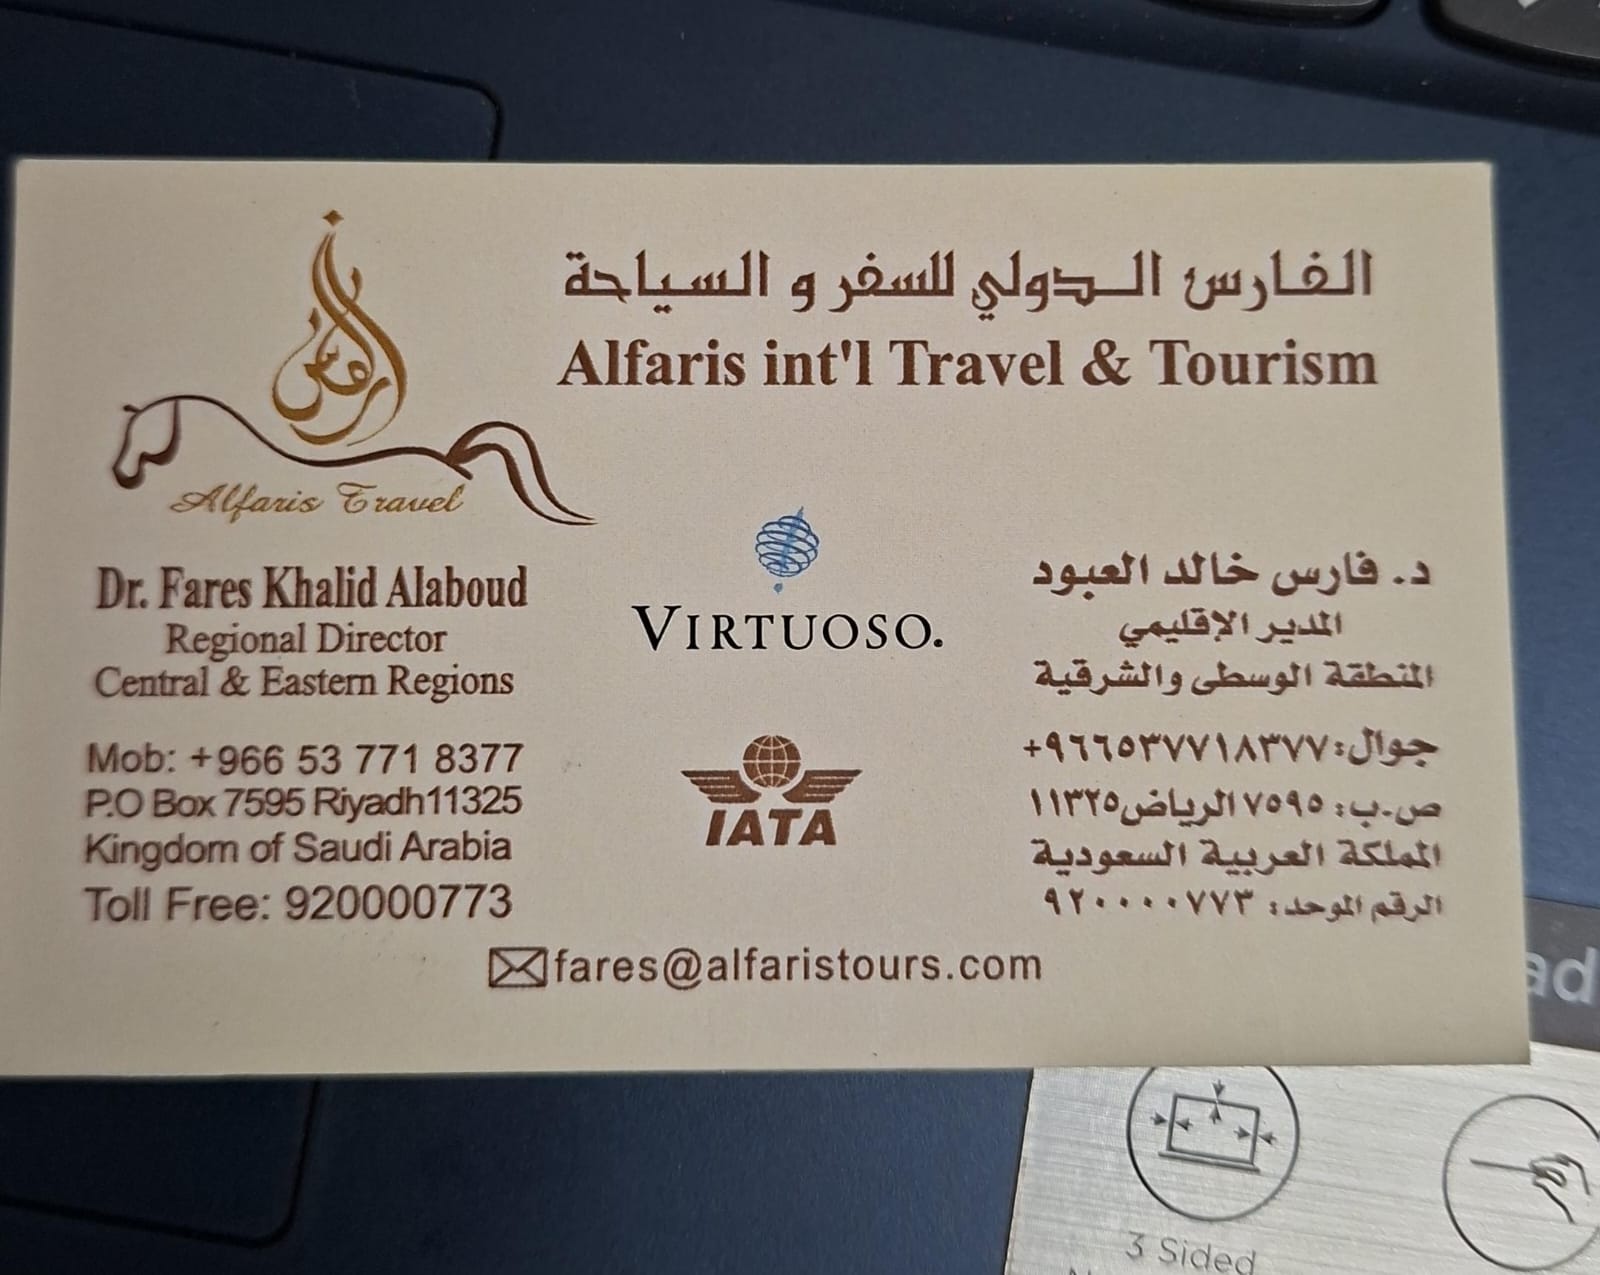 الفارس الدولي للسفر و السياحة
Alfaris int'l Travel & Tourism
الفارس
Alfaris Travel
Dr. Fares Khalid Alaboud
Regional Director
Central & Eastern Regions
Mob: +966 53 771 8377
P.O Box 7595 Riyadh11325
Kingdom of Saudi Arabia
Toll Free: 920000773
VIRTUOSO.
IATA
د. فارس خالد العبود
المدير الإقليمي
المنطقة الوسطى والشرقية
جوال:٩٦٦٥٣٧٧١٨٣٧٧+
ص.ب: ٧٥٩٥ الرياض١١٣٢٥
المملكة العربية السعودية
الرقم الموحد: ٩٢٠٠٠٠٧٧٣
fares@alfaristours.com
ad
3 Sided